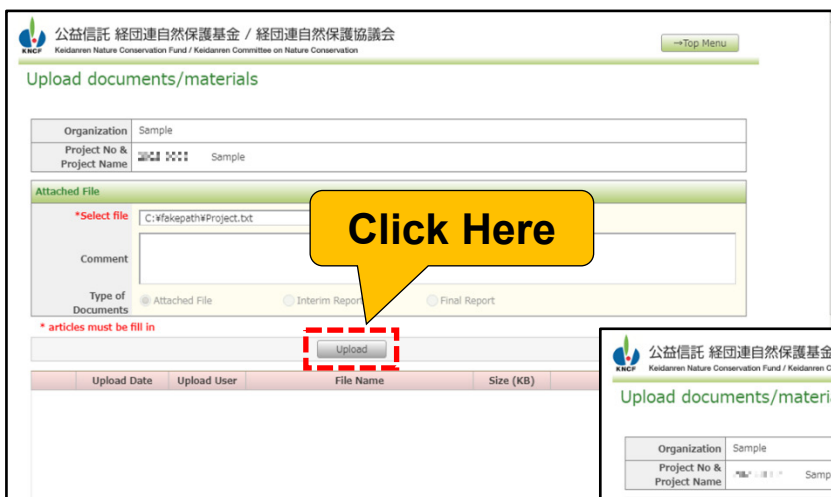 公益信託 経団連自然保護基金 / 経団連自然保護協議会
KNCF Keidanren Nature Conservation Fund / Keidanren Committee on Nature Conservation
→Top Menu
Upload documents/materials
Organization Sample
Project No & Project Name Sample
Attached File
*Select file C:¥fakepath¥Project.txt
Click Here
Comment
Type of Documents Attached File Interim Report Final Report
* articles must be fill in
Upload
Upload Date Upload User File Name Size (KB)
公益信託 経団連自然保護基金
KNCF Keidanren Nature Conservation Fund / Keidanren C
Upload documents/materi
Organization Sample
Project No & Project Name Samp